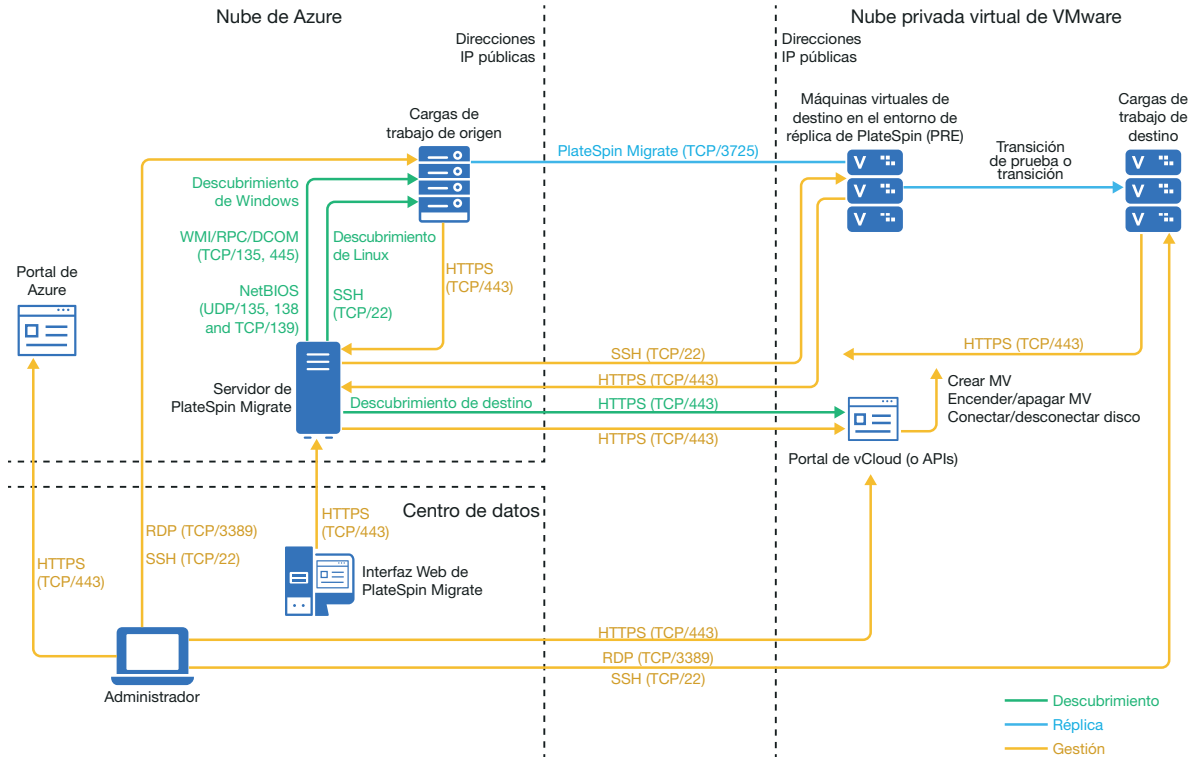 Nube de Azure
Nube privada virtual de VMware
Direcciones
IP públicas
Direcciones
IP públicas
Cargas de
trabajo de origen
Máquinas virtuales de
destino en el entorno de
réplica de PlateSpin (PRE)
Cargas de
trabajo de
destino
PlateSpin Migrate (TCP/3725)
Transición
de prueba o
transición
Descubrimiento
de Windows
WMI/RPC/DCOM
(TCP/135, 445)
Descubrimiento
de Linux
HTTPS
(TCP/443)
NetBIOS
(UDP/135, 138
and TCP/139)
SSH
(TCP/22)
Portal de
Azure
Servidor de
PlateSpin Migrate
SSH (TCP/22)
HTTPS (TCP/443)
HTTPS (TCP/443)
Descubrimiento de destino
HTTPS (TCP/443)
HTTPS (TCP/443)
Crear MV
Encender/apagar MV
Conectar/desconectar disco
Portal de vCloud (o APIs)
Centro de datos
HTTPS
(TCP/443)
RDP (TCP/3389)
SSH (TCP/22)
HTTPS
(TCP/443)
Interfaz Web de
PlateSpin Migrate
HTTPS (TCP/443)
RDP (TCP/3389)
SSH (TCP/22)
Administrador
Descubrimiento
Réplica
Gestión